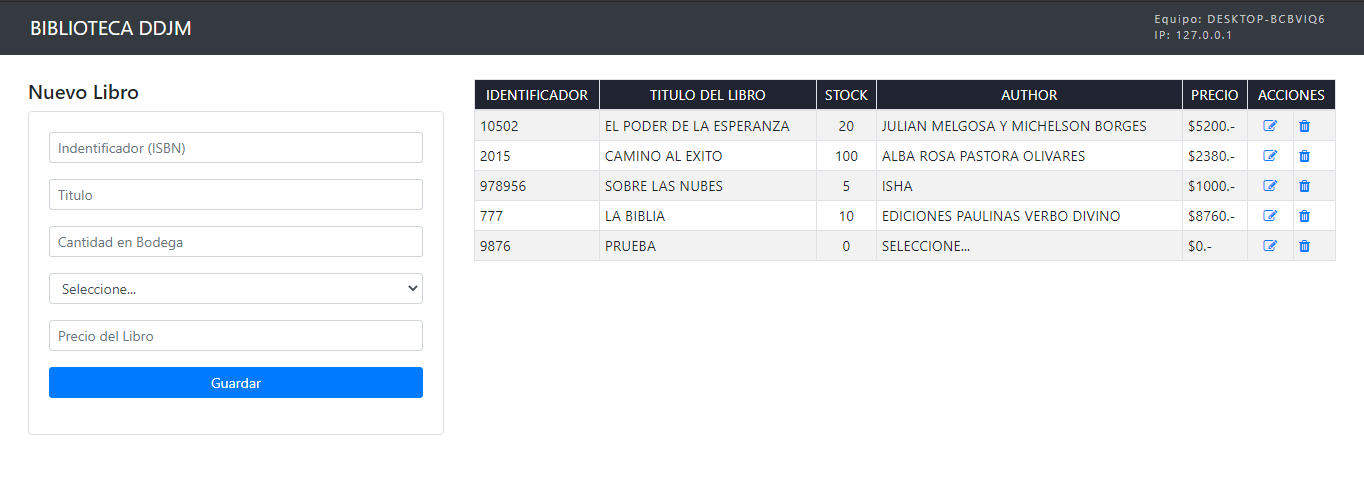 BIBLIOTECA DDJM
Equipo: DESKTOP-BCBVIQ6
IP: 127.0.0.1
Nuevo Libro
Indentificador (ISBN)
Titulo
Cantidad en Bodega
Seleccione...
Precio del Libro
Guardar
IDENTIFICADOR TITULO DEL LIBRO STOCK AUTHOR PRECIO ACCIONES
10502 EL PODER DE LA ESPERANZA 20 JULIAN MELGOSA Y MICHELSON BORGES $5200.-
2015 CAMINO AL EXITO 100 ALBA ROSA PASTORA OLIVARES $2380.-
978956 SOBRE LAS NUBES 5 ISHA $1000.-
777 LA BIBLIA 10 EDICIONES PAULINAS VERBO DIVINO $8760.-
9876 PRUEBA 0 SELECCIONE... $0.-